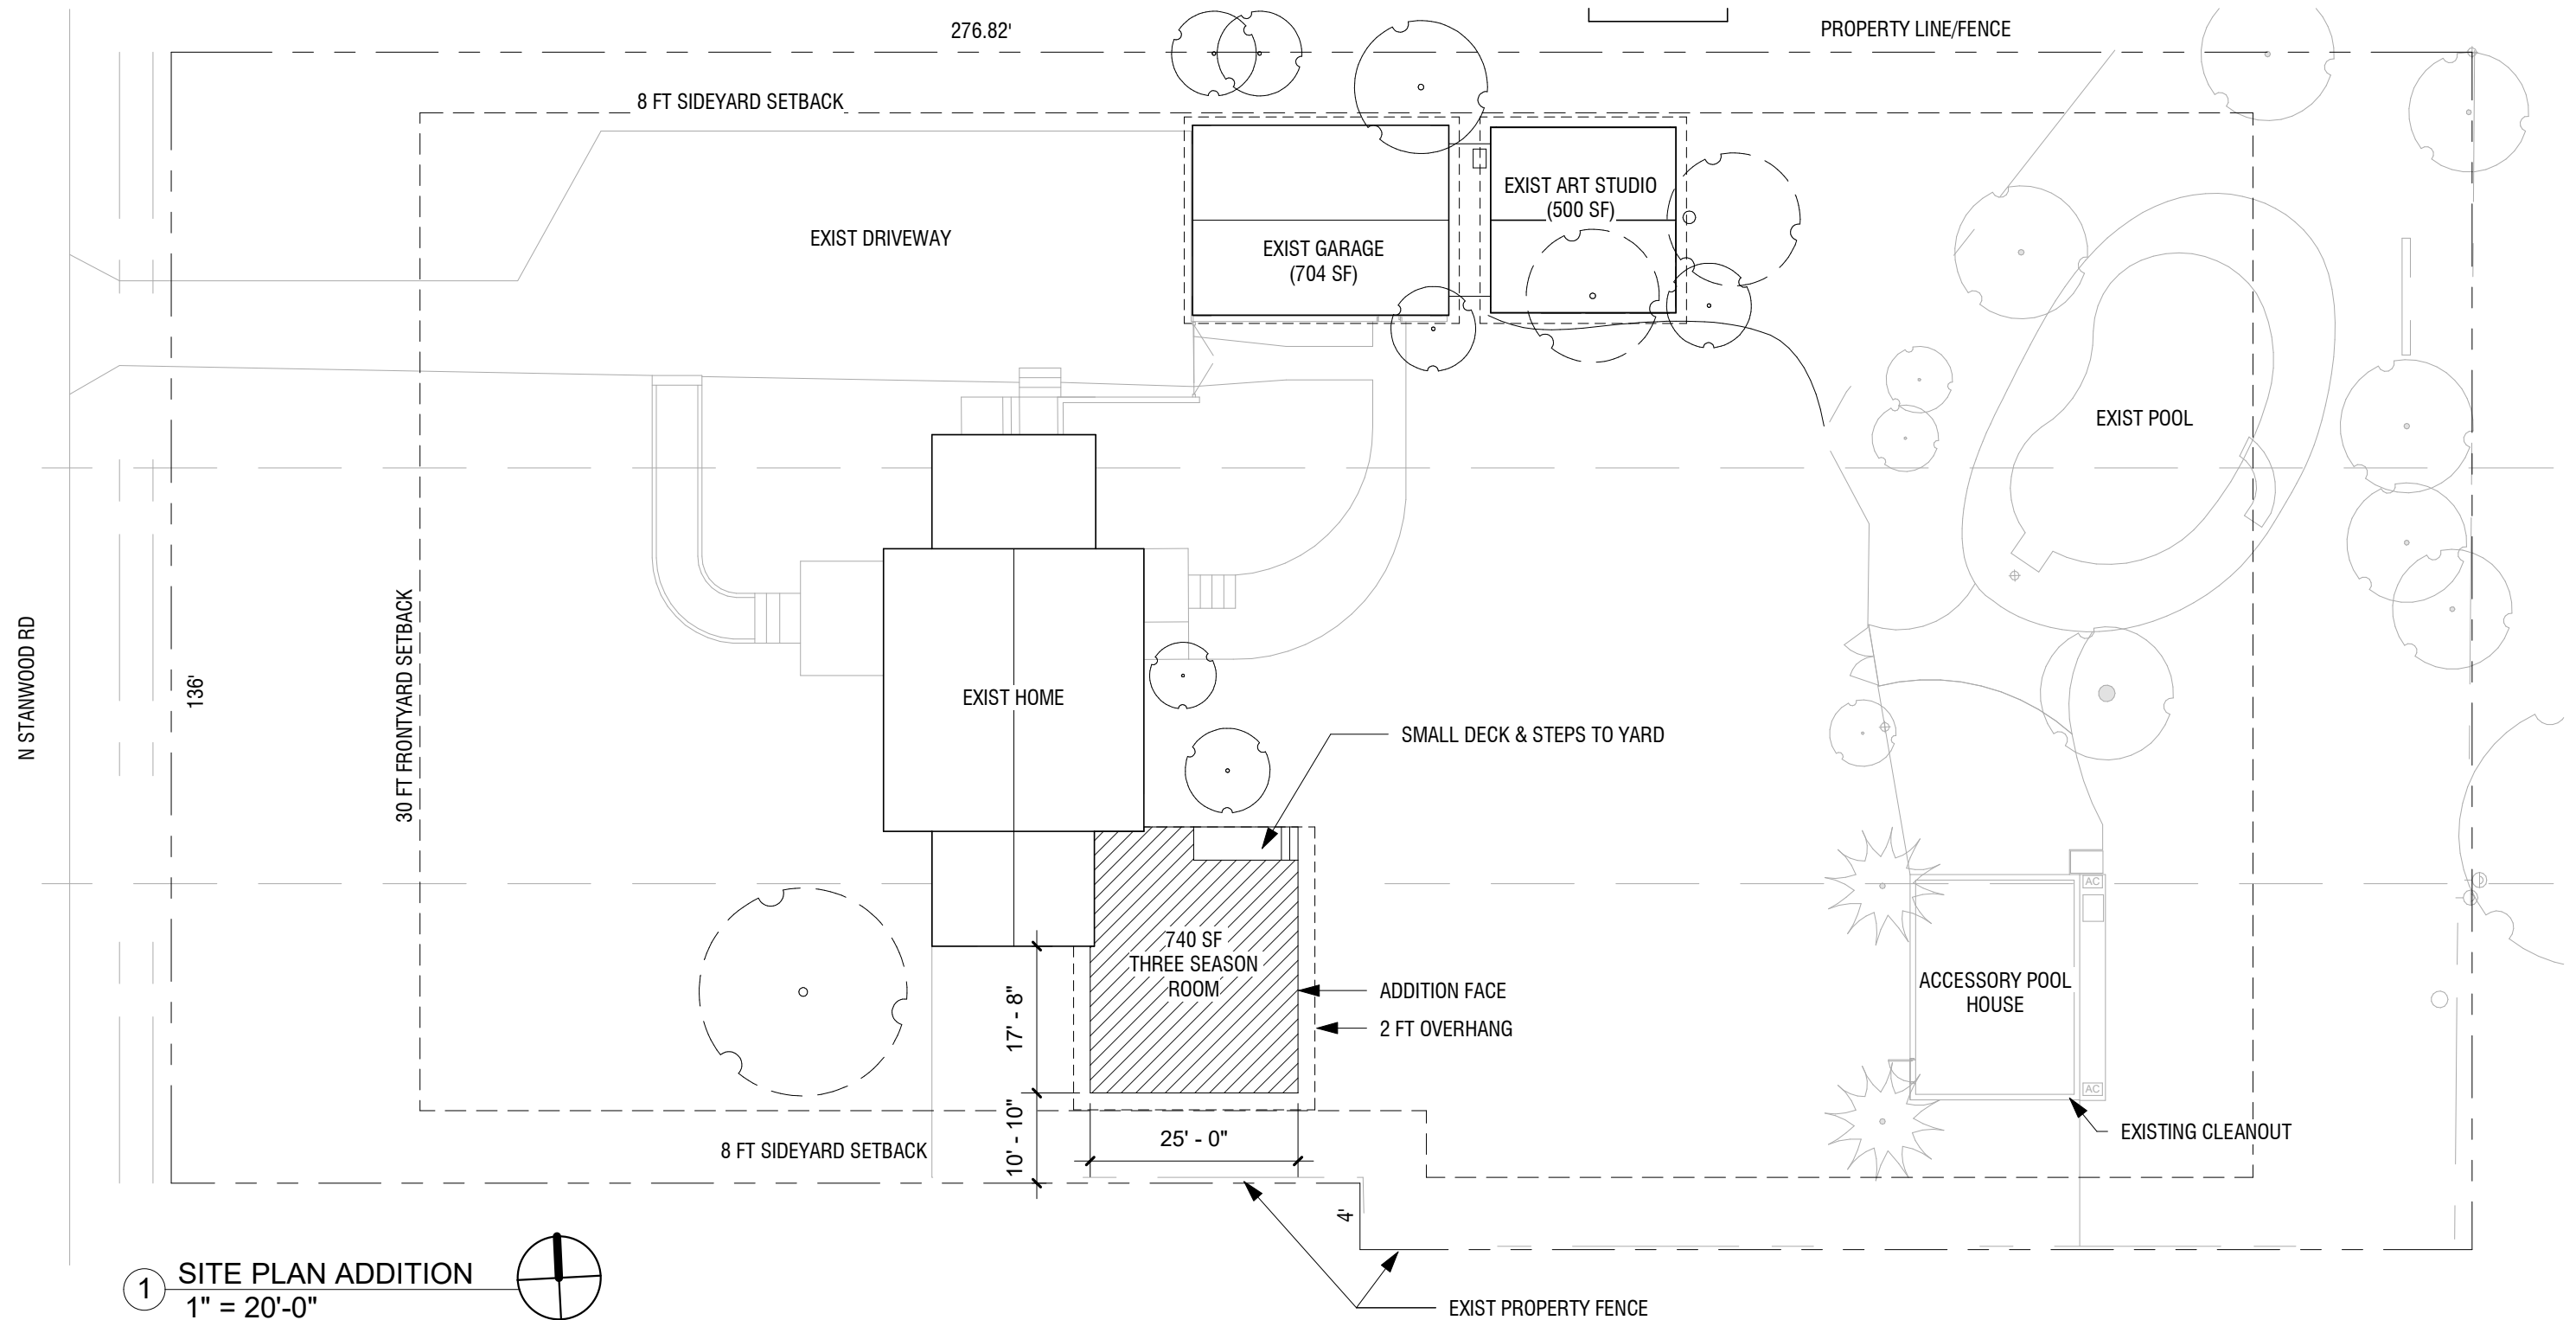 276.82'
PROPERTY LINE/FENCE
8 FT SIDEYARD SETBACK
EXIST ART STUDIO
(500 SF)
EXIST DRIVEWAY
EXIST GARAGE
(704 SF)
EXIST POOL
N STANWOOD RD
136'
30 FT FRONTYARD SETBACK
EXIST HOME
SMALL DECK & STEPS TO YARD
AC
740 SF
THREE SEASON
ROOM
ADDITION FACE
2 FT OVERHANG
ACCESSORY POOL
HOUSE
17' - 8"
AC
10' - 10"
25' - 0"
8 FT SIDEYARD SETBACK
EXISTING CLEANOUT
4'
1
SITE PLAN ADDITION
1" = 20'-0"
EXIST PROPERTY FENCE